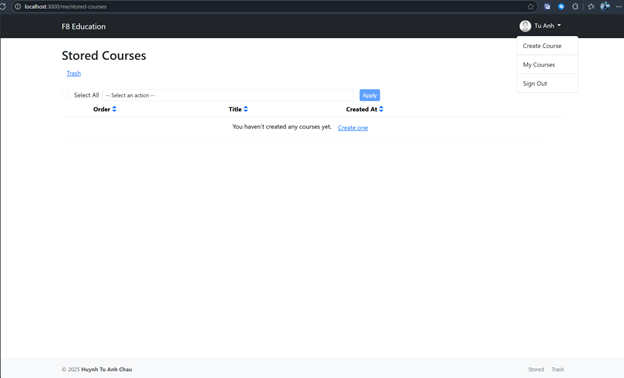 localhost:3000/me/stored-courses
F8 Education
Tu Anh
Create Course
My Courses
Sign Out
Stored Courses
Trash
Select All
-- Select an action --
Apply
Order Title Created At
You haven't created any courses yet. Create one
© 2025 Huynh Tu Anh Chau
Stored Trash